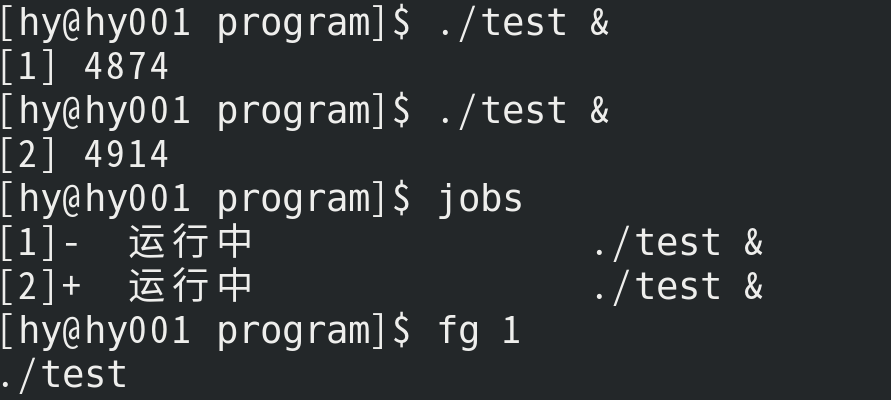 [hy@hy001 program]$ ./test &
[1] 4874
[hy@hy001 program]$ ./test &
[2] 4914
[hy@hy001 program]$ jobs
[1]-  运行中               ./test &
[2]+  运行中               ./test &
[hy@hy001 program]$ fg 1
./test